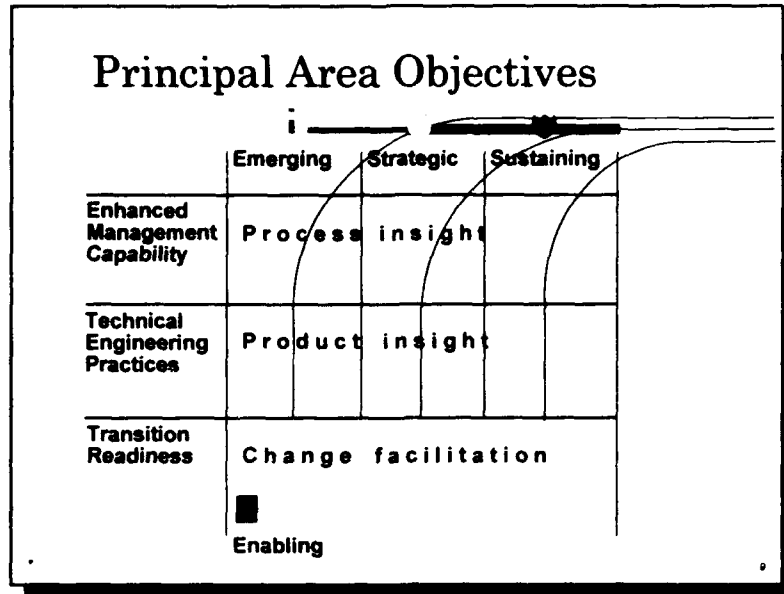 Principal Area Objectives
Emerging Strategic Sustaining
Enhanced
Management
Capability
Process insight
Technical
Engineering
Practices
Product insight
Transition
Readiness
Change facilitation
Enabling